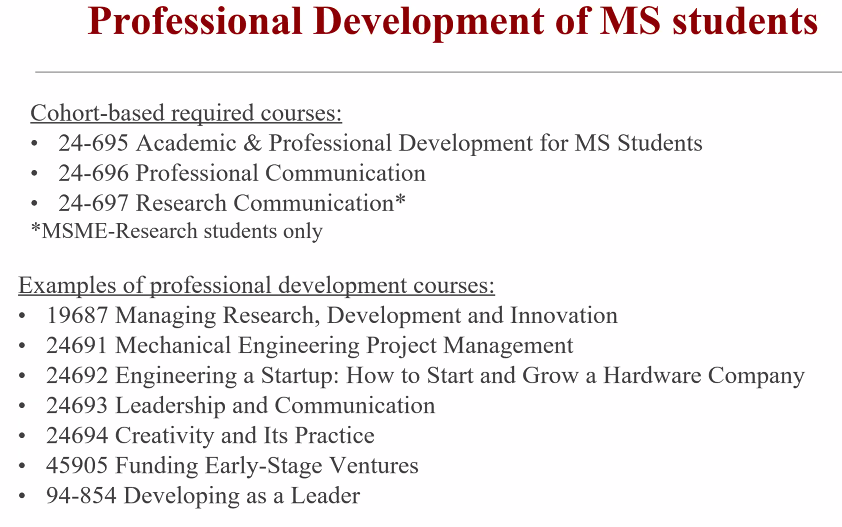 Professional Development of MS students
Cohort-based required courses:
• 24-695 Academic & Professional Development for MS Students
• 24-696 Professional Communication
• 24-697 Research Communication*
*MSME-Research students only
Examples of professional development courses:
• 19687 Managing Research, Development and Innovation
• 24691 Mechanical Engineering Project Management
• 24692 Engineering a Startup: How to Start and Grow a Hardware Company
• 24693 Leadership and Communication
• 24694 Creativity and Its Practice
• 45905 Funding Early-Stage Ventures
• 94-854 Developing as a Leader